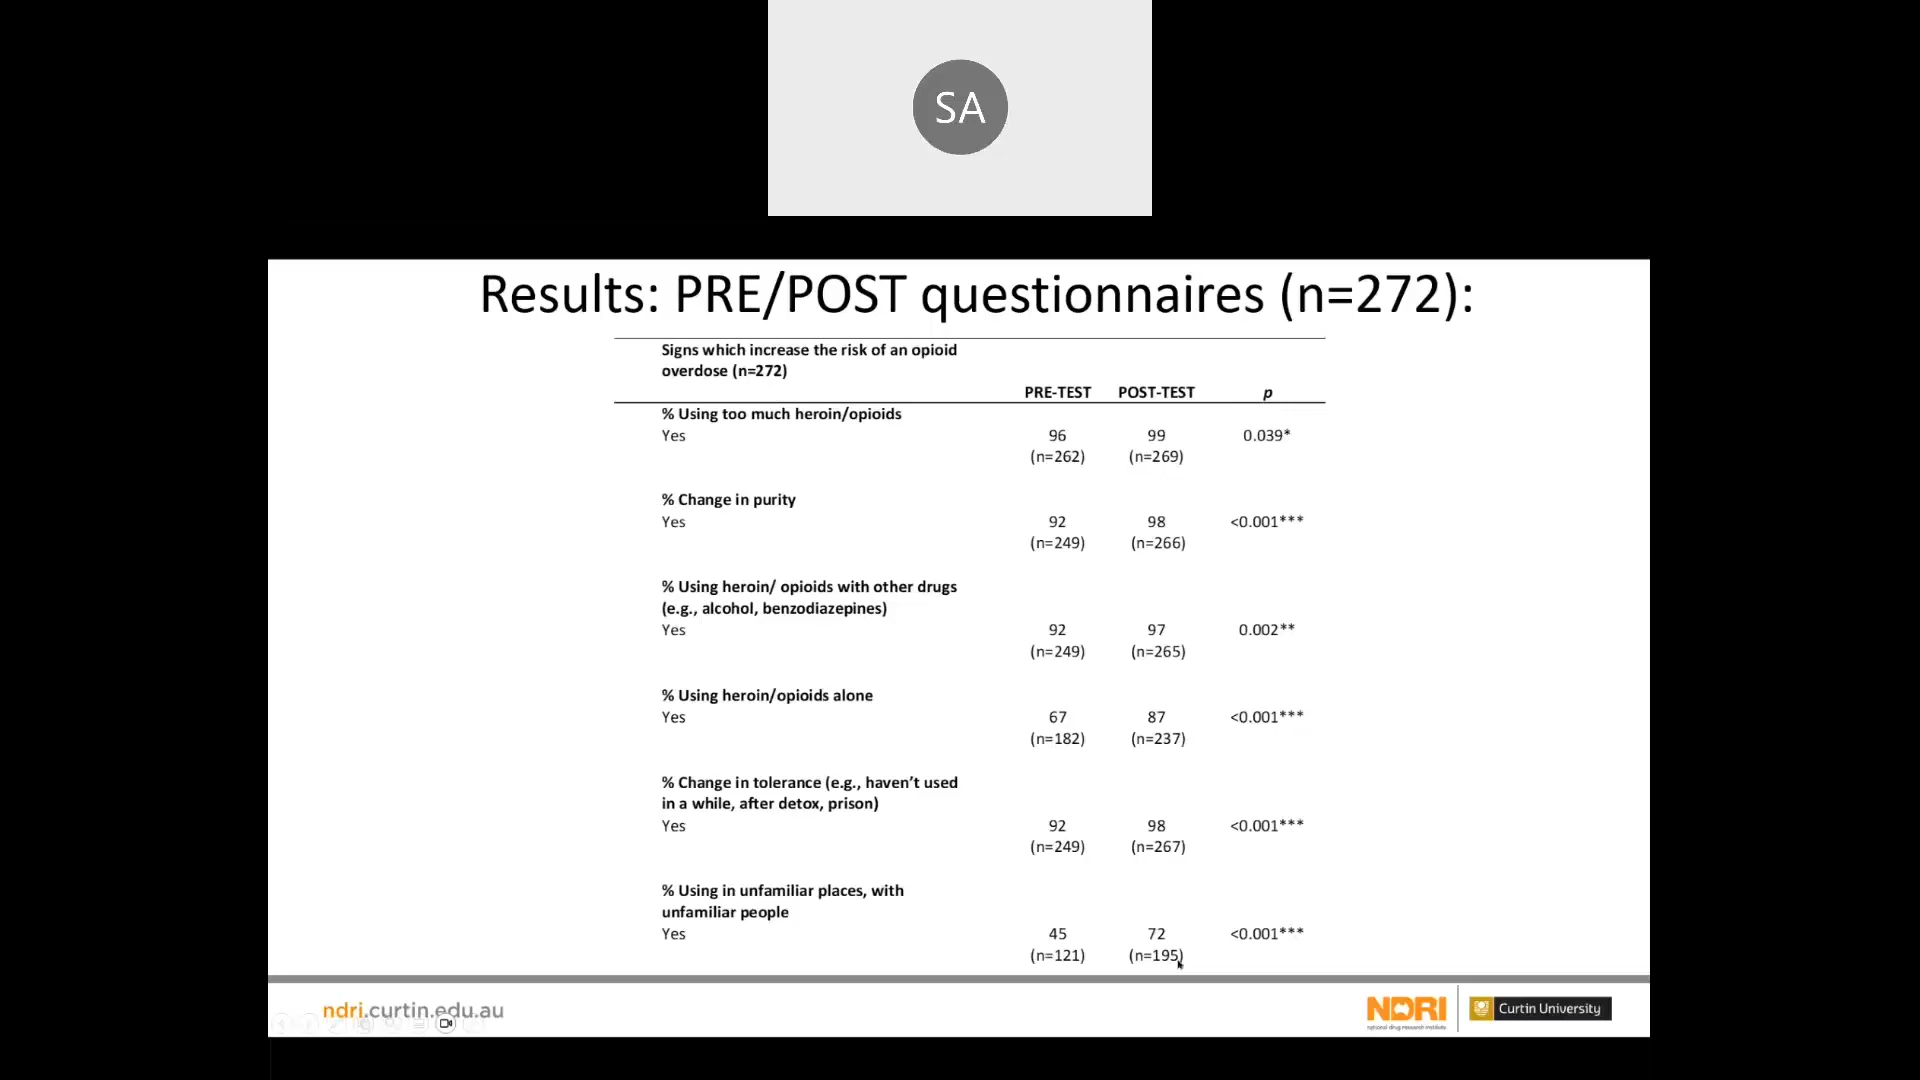 SA
Results: PRE/POST questionnaires (n=272):
Signs which increase the risk of an opioid
overdose (n=272)
PRE-TEST POST-TEST p
% Using too much heroin/opioids
Yes 96 99 0.039*
(n=262) (n=269)
% Change in purity
Yes 92 98 <0.001***
(n=249) (n=266)
% Using heroin/ opioids with other drugs
(e.g., alcohol, benzodiazepines)
Yes 92 97 0.002**
(n=249) (n=265)
% Using heroin/opioids alone
Yes 67 87 <0.001***
(n=182) (n=237)
% Change in tolerance (e.g., haven’t used
in a while, after detox, prison)
Yes 92 98 <0.001***
(n=249) (n=267)
% Using in unfamiliar places, with
unfamiliar people
Yes 45 72 <0.001***
(n=121) (n=195)
ndri.curtin.edu.au
NDRI
national drug research institute
Curtin University